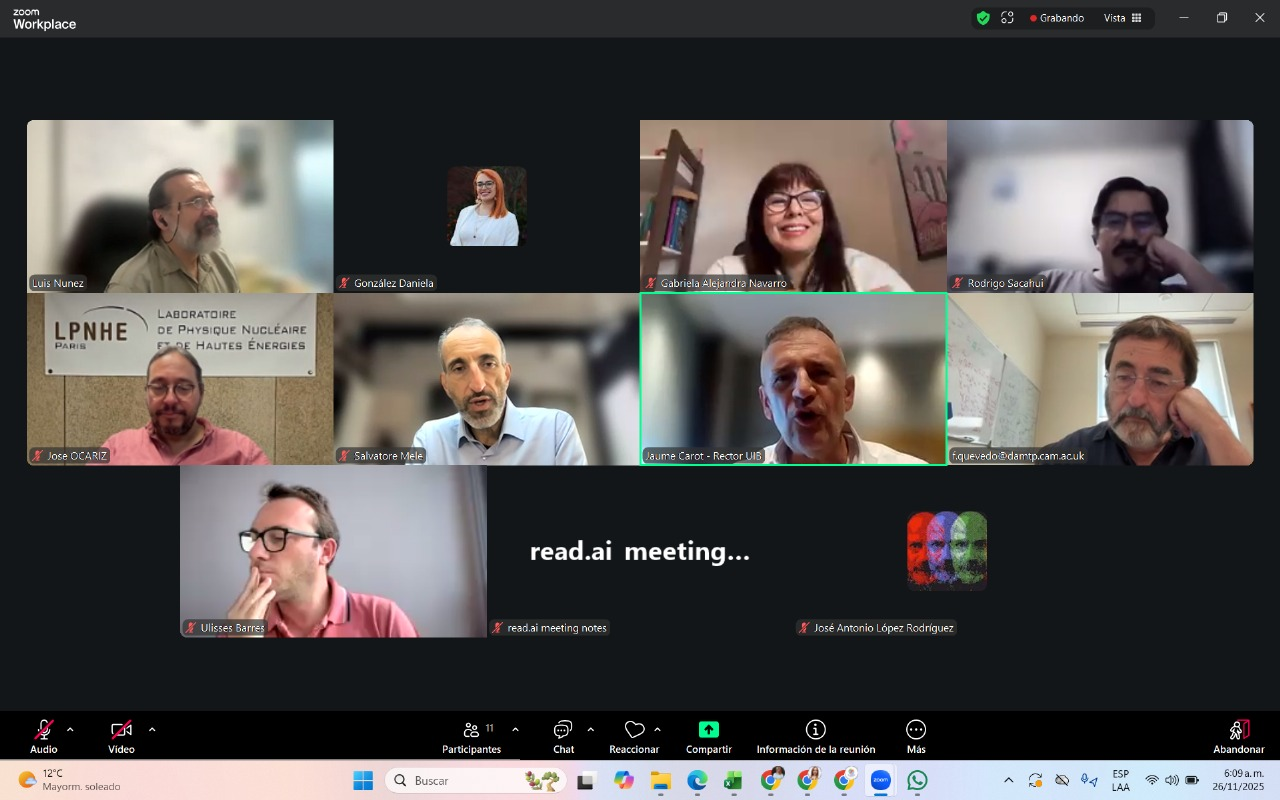 zoom
Workplace
Grabando
Vista
Luis Nunez
González Daniela
Gabriela Alejandra Navarro
Rodrigo Sacahui
LPNHE
PARIS
LABORATOIRE
DE PHYSIQUE NUCLÉAIRE
ET DE HAUTES ÉNERGIES
Jose OCARIZ
Salvatore Mele
Jaume Carot - Rector UIB
f.quevedo@damtp.cam.ac.uk
Ulisses Barres
read.ai meeting...
read.ai meeting notes
José Antonio López Rodríguez
Audio
Video
Participantes
11
Chat
Reaccionar
Compartir
Información de la reunión
Más
Abandonar
12°C
Mayorm. soleado
Buscar
zoom
ESP
LAA
6:09 a. m.
26/11/2025